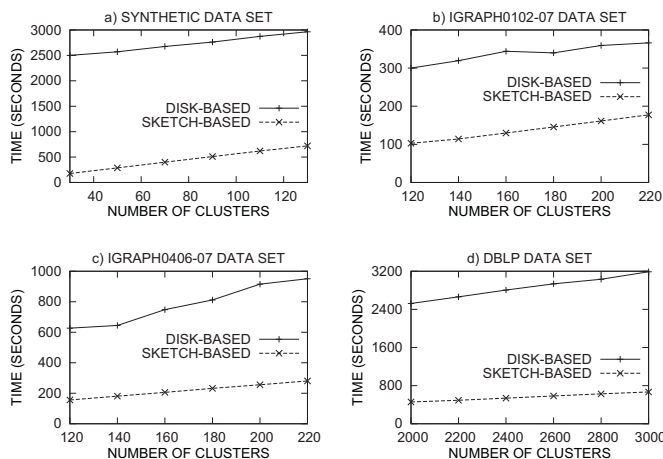 a) SYNTHETIC DATA SET
3000
2500
2000
1500
1000
500
0
TIME (SECONDS)
DISK-BASED
SKETCH-BASED
40 60 80 100 120
NUMBER OF CLUSTERS
b) IGRAPH0102-07 DATA SET
400
300
200
100
0
TIME (SECONDS)
DISK-BASED
SKETCH-BASED
120 140 160 180 200 220
NUMBER OF CLUSTERS
c) IGRAPH0406-07 DATA SET
1000
800
600
400
200
0
TIME (SECONDS)
DISK-BASED
SKETCH-BASED
120 140 160 180 200 220
NUMBER OF CLUSTERS
d) DBLP DATA SET
3200
2400
1600
800
0
TIME (SECONDS)
DISK-BASED
SKETCH-BASED
2000 2200 2400 2600 2800 3000
NUMBER OF CLUSTERS